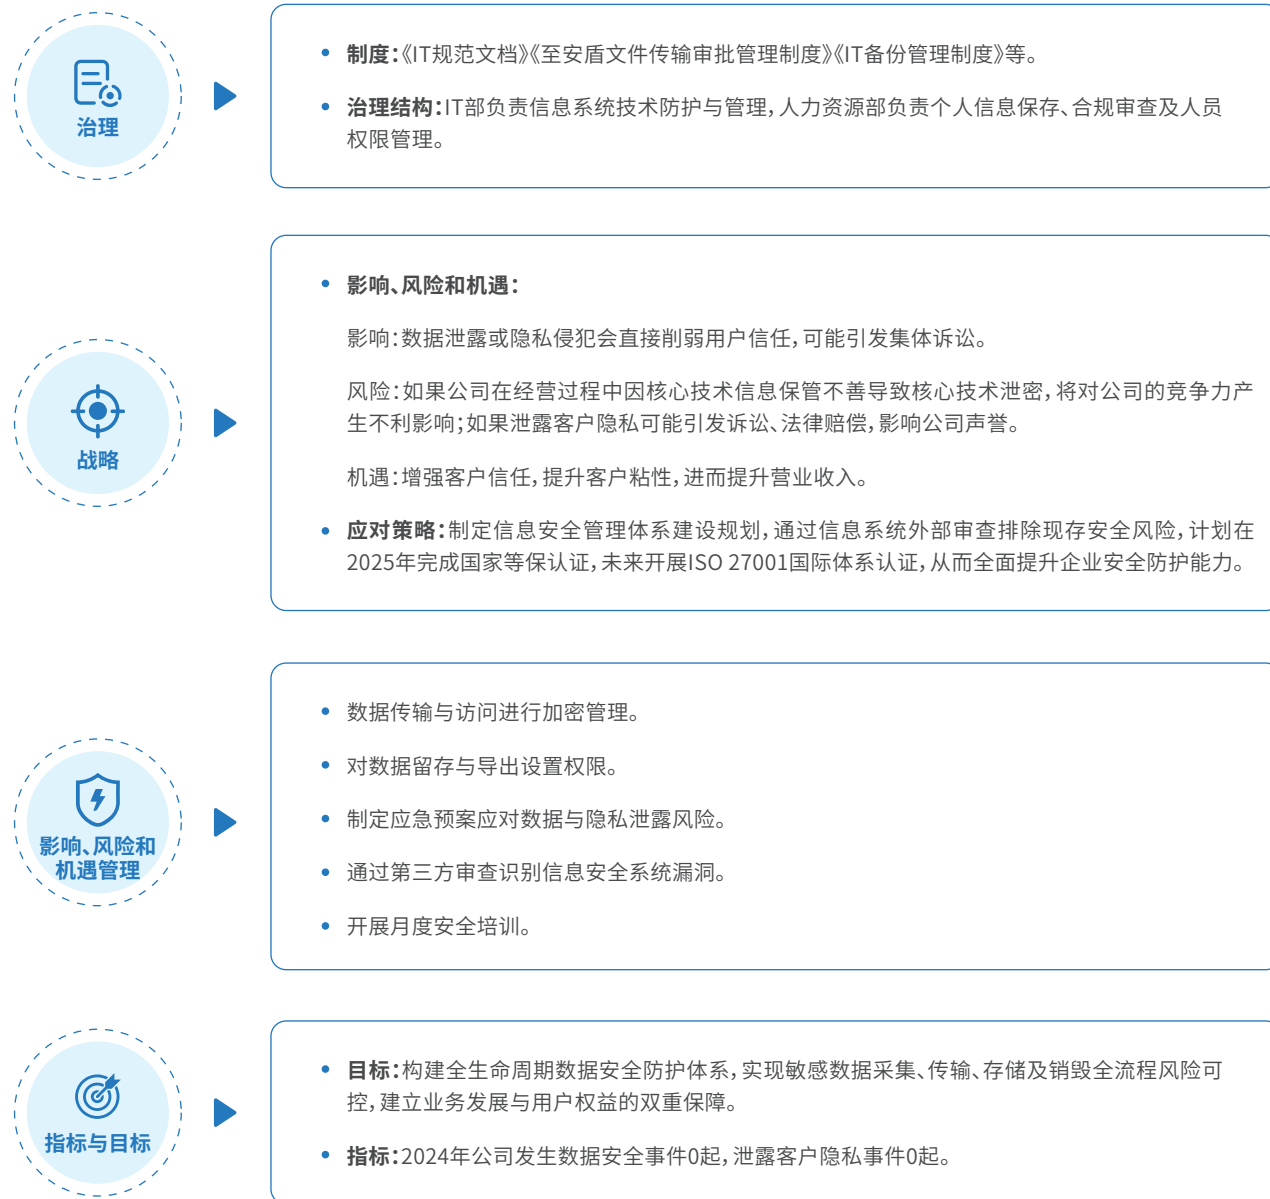 治理
制度：《IT规范文档》《至安盾文件传输审批管理制度》《IT备份管理制度》等。
治理结构：IT部负责信息系统技术防护与管理，人力资源部负责个人信息保存、合规审查及人员
权限管理。
战略
影响、风险和机遇：
影响：数据泄露或隐私侵犯会直接削弱用户信任，可能引发集体诉讼。
风险：如果公司在经营过程中因核心技术信息保管不善导致核心技术泄密，将对公司的竞争力产
生不利影响；如果泄露客户隐私可能引发诉讼、法律赔偿，影响公司声誉。
机遇：增强客户信任，提升客户粘性，进而提升营业收入。
应对策略：制定信息安全管理体系建设规划，通过信息系统外部审查排除现存安全风险，计划在
2025年完成国家等保认证，未来开展ISO 27001国际体系认证，从而全面提升企业安全防护能力。
影响、风险和
机遇管理
数据传输与访问进行加密管理。
对数据留存与导出设置权限。
制定应急预案应对数据与隐私泄露风险。
通过第三方审查识别信息安全系统漏洞。
开展月度安全培训。
指标与目标
目标：构建全生命周期数据安全防护体系，实现敏感数据采集、传输、存储及销毁全流程风险可
控，建立业务发展与用户权益的双重保障。
指标：2024年公司发生数据安全事件0起，泄露客户隐私事件0起。